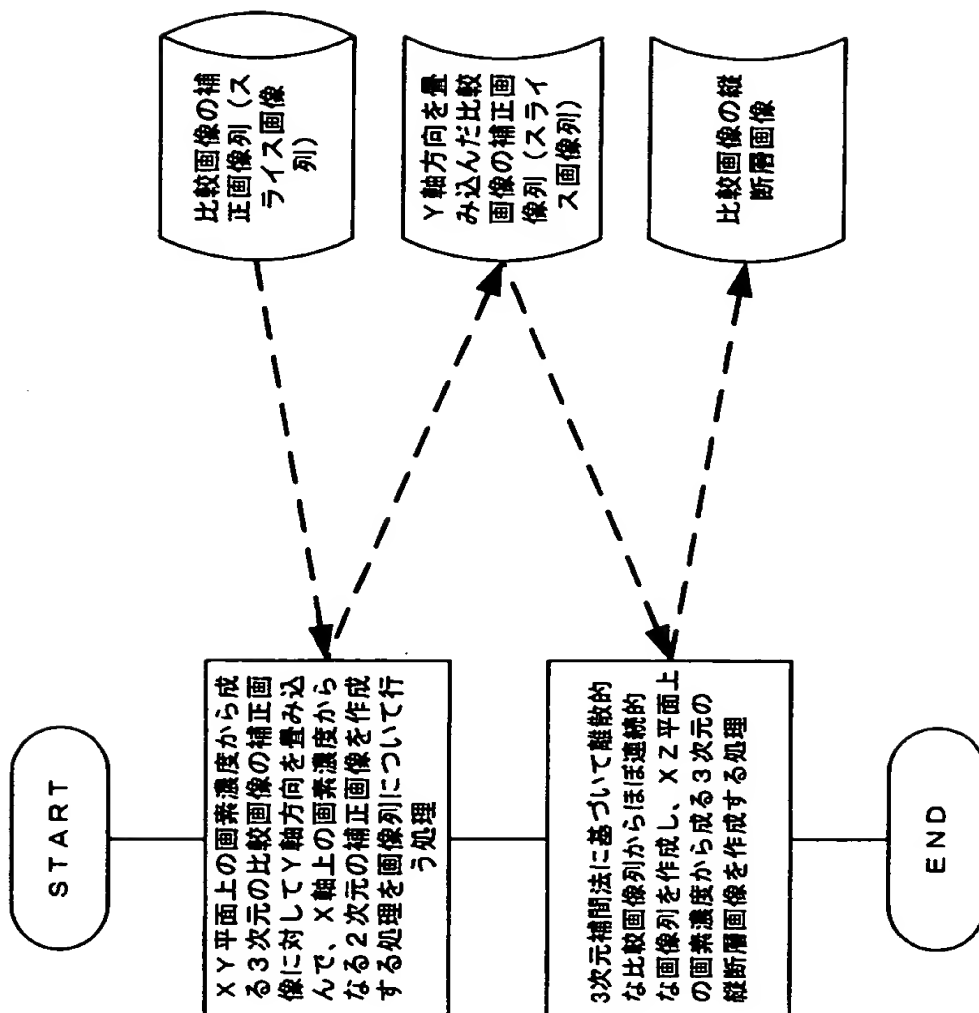 START
XY平面上の画素濃度から成
る3次元の比較画像の補正画
像に対してY軸方向を畳み込
んで、X軸上の画素濃度から
なる2次元の補正画像を作成
する処理を画像列について行
う処理
3次元補間法に基づいて離散的
な比較画像列からほぼ連続的
な画像列を作成し、XZ平面上
の画素濃度から成る3次元の
縦断層画像を作成する処理
END
比較画像の補
正画像列(ス
ライス画像
列)
Y軸方向を畳
み込んだ比較
画像の補正画
像列(スライ
ス画像列)
比較画像の縦
断層画像